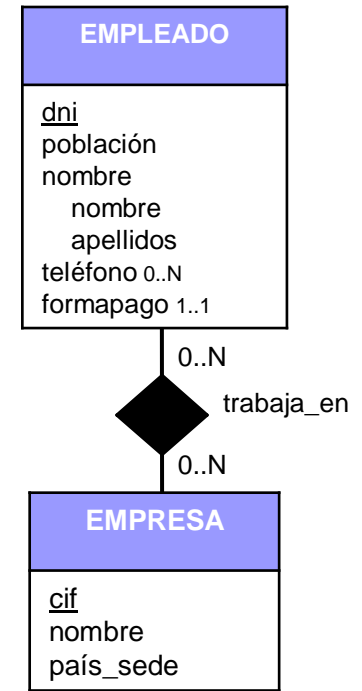 EMPLEADO
dni
población
nombre
nombre
apellidos
teléfono 0..N
formapago 1..1
0..N
trabaja_en
0..N
EMPRESA
cif
nombre
país_sede